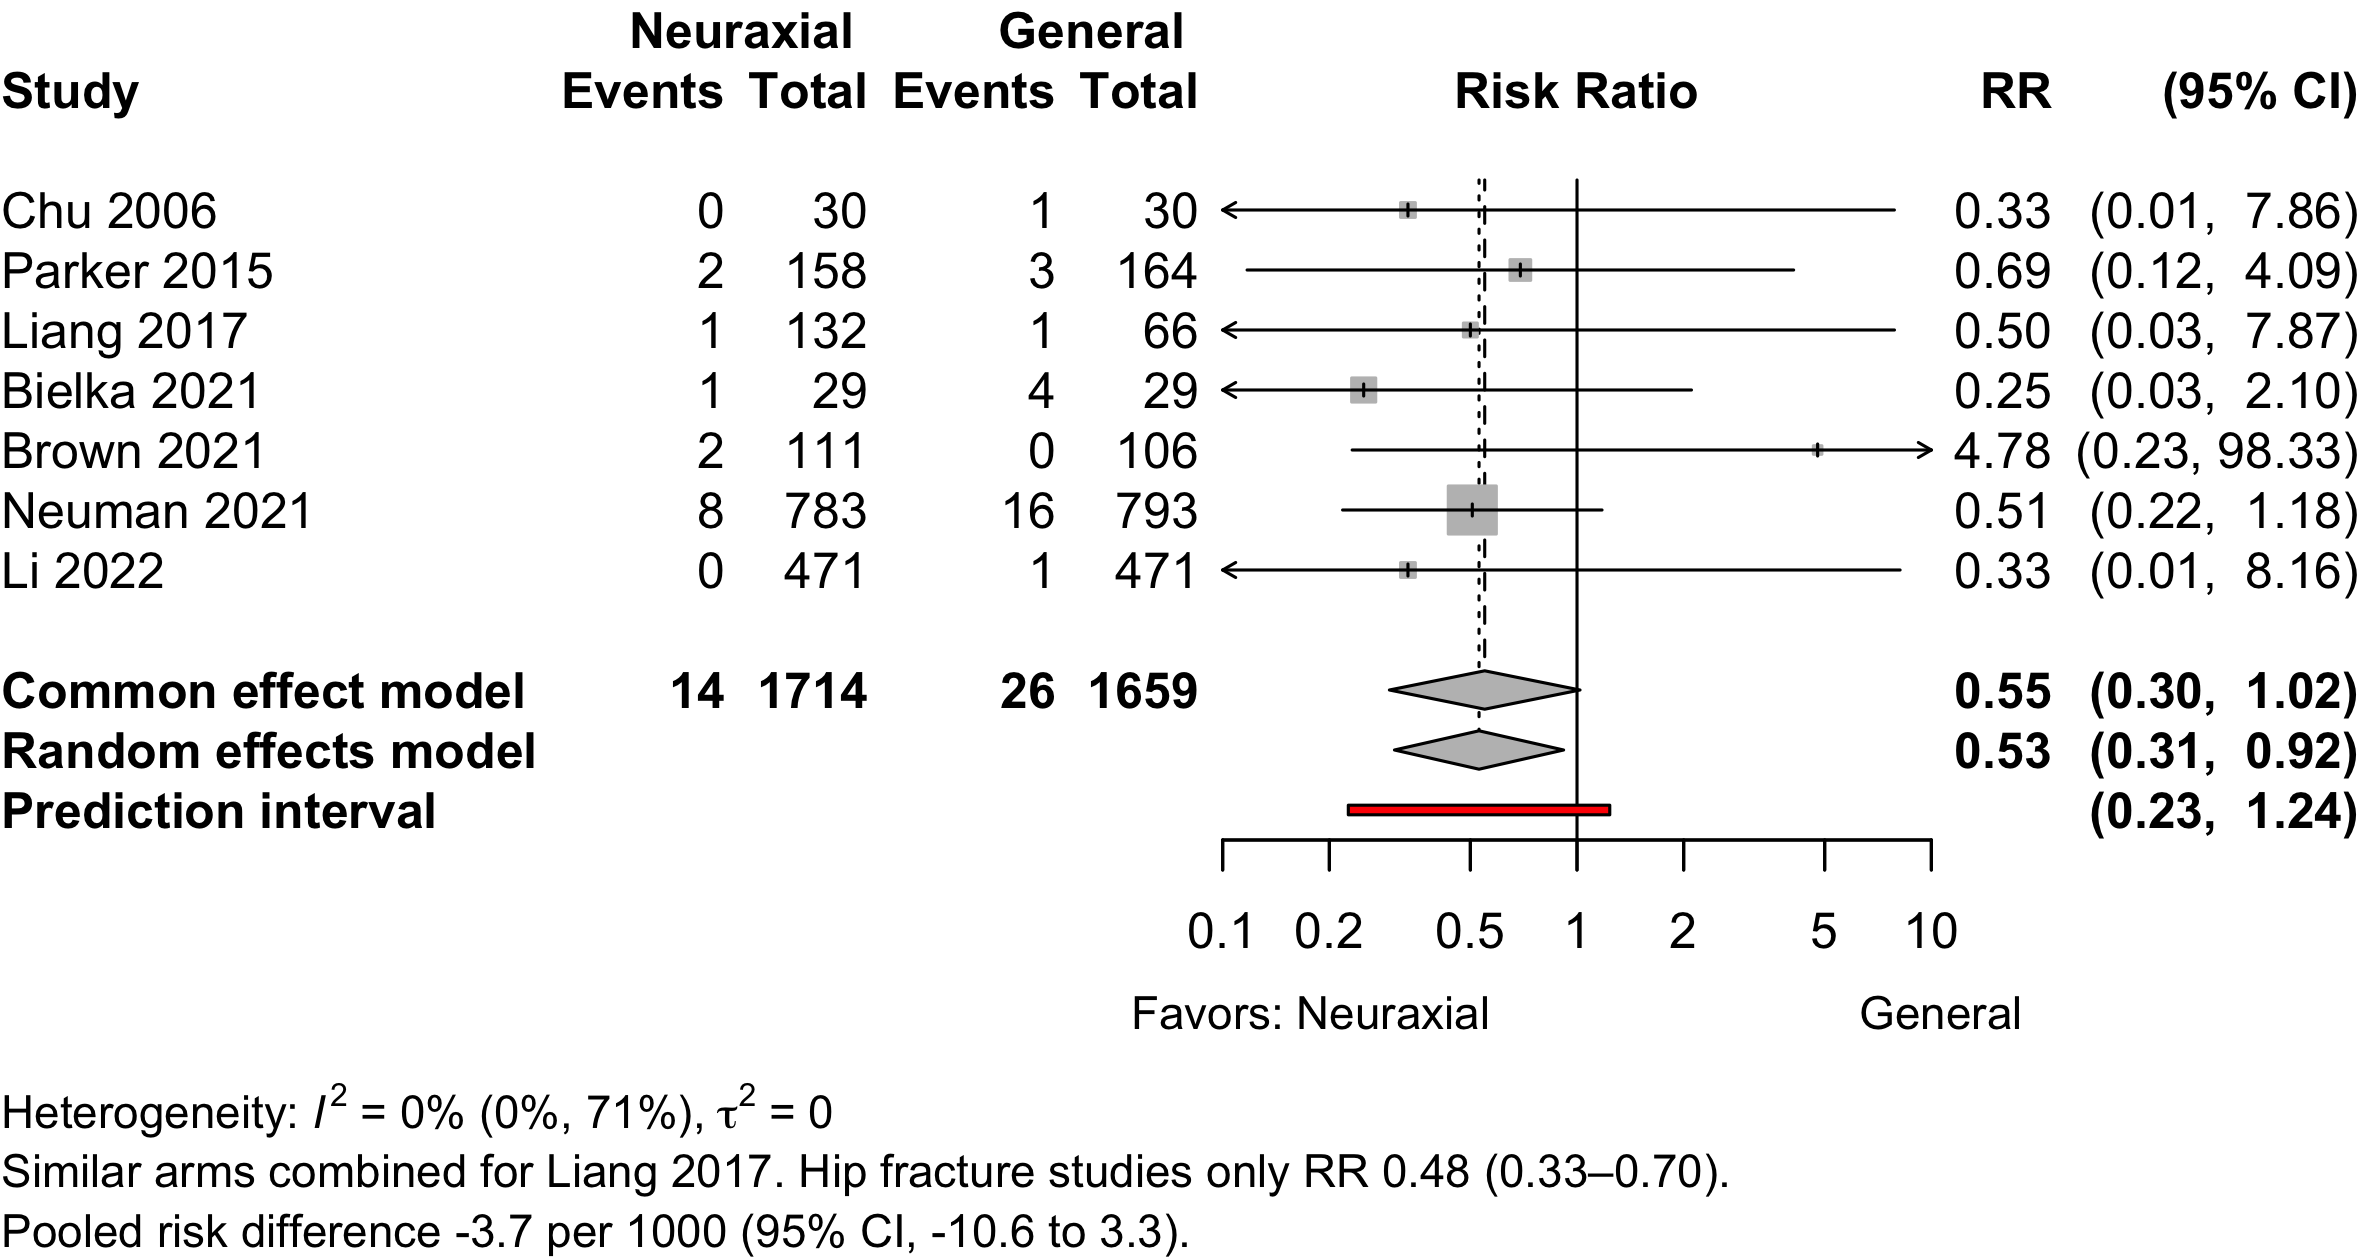 Neuraxial General
Study Events Total Events Total Risk Ratio RR (95% CI)
Chu 2006 0 30 1 30 0.33 (0.01, 7.86)
Parker 2015 2 158 3 164 0.69 (0.12, 4.09)
Liang 2017 1 132 1 66 0.50 (0.03, 7.87)
Bielka 2021 1 29 4 29 0.25 (0.03, 2.10)
Brown 2021 2 111 0 106 4.78 (0.23, 98.33)
Neuman 2021 8 783 16 793 0.51 (0.22, 1.18)
Li 2022 0 471 1 471 0.33 (0.01, 8.16)
Common effect model 14 1714 26 1659 0.55 (0.30, 1.02)
Random effects model 0.53 (0.31, 0.92)
Prediction interval (0.23, 1.24)
0.1 0.2 0.5 1 2 5 10
Favors: Neuraxial General
Heterogeneity: I² = 0% (0%, 71%), τ² = 0
Similar arms combined for Liang 2017. Hip fracture studies only RR 0.48 (0.33–0.70).
Pooled risk difference -3.7 per 1000 (95% CI, -10.6 to 3.3).